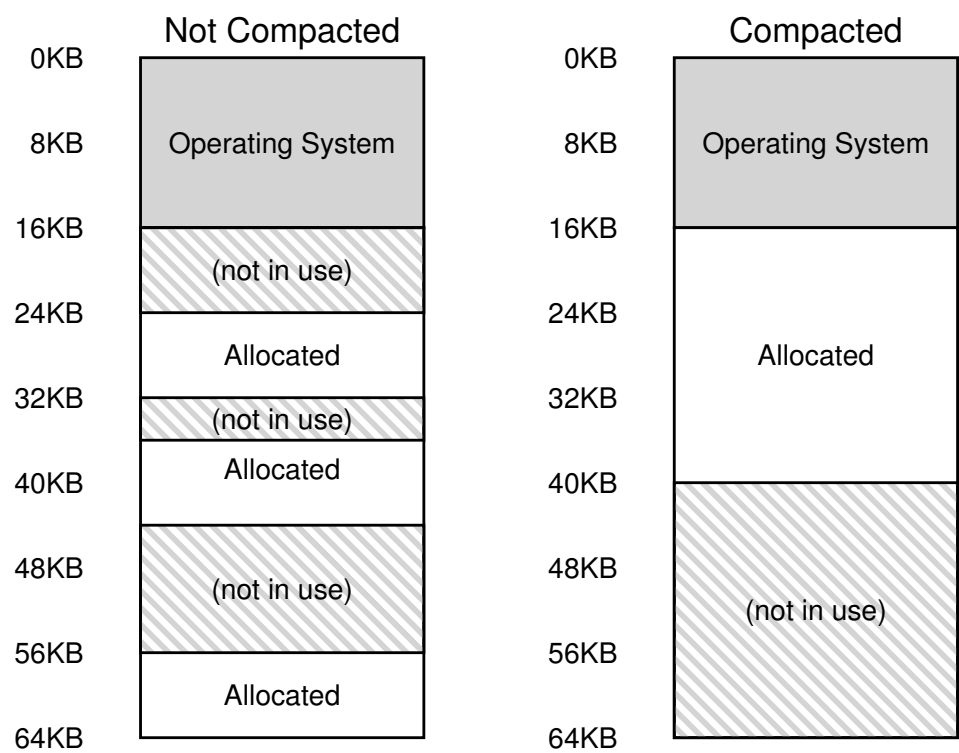 Not Compacted
0KB
Operating System
8KB
16KB
(not in use)
24KB
Allocated
32KB
(not in use)
Allocated
40KB
48KB
(not in use)
56KB
Allocated
64KB
Compacted
0KB
8KB
Operating System
16KB
24KB
Allocated
32KB
40KB
48KB
(not in use)
56KB
64KB